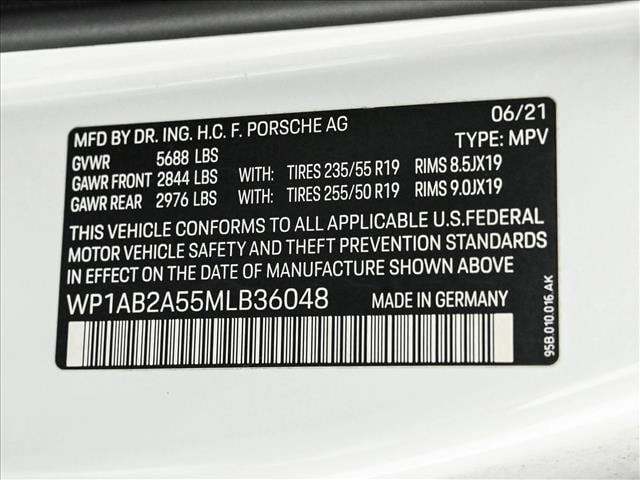 06/21
MFD BY DR. ING. H.C. F. PORSCHE AG TYPE: MPV
GVWR 5688 LBS
GAWR FRONT 2844 LBS WITH: TIRES 235/55 R19 RIMS 8.5JX19
GAWR REAR 2976 LBS WITH: TIRES 255/50 R19 RIMS 9.0JX19
THIS VEHICLE CONFORMS TO ALL APPLICABLE U.S.FEDERAL
MOTOR VEHICLE SAFETY AND THEFT PREVENTION STANDARDS
IN EFFECT ON THE DATE OF MANUFACTURE SHOWN ABOVE
WP1AB2A55MLB36048 MADE IN GERMANY
95B.010.016.AK